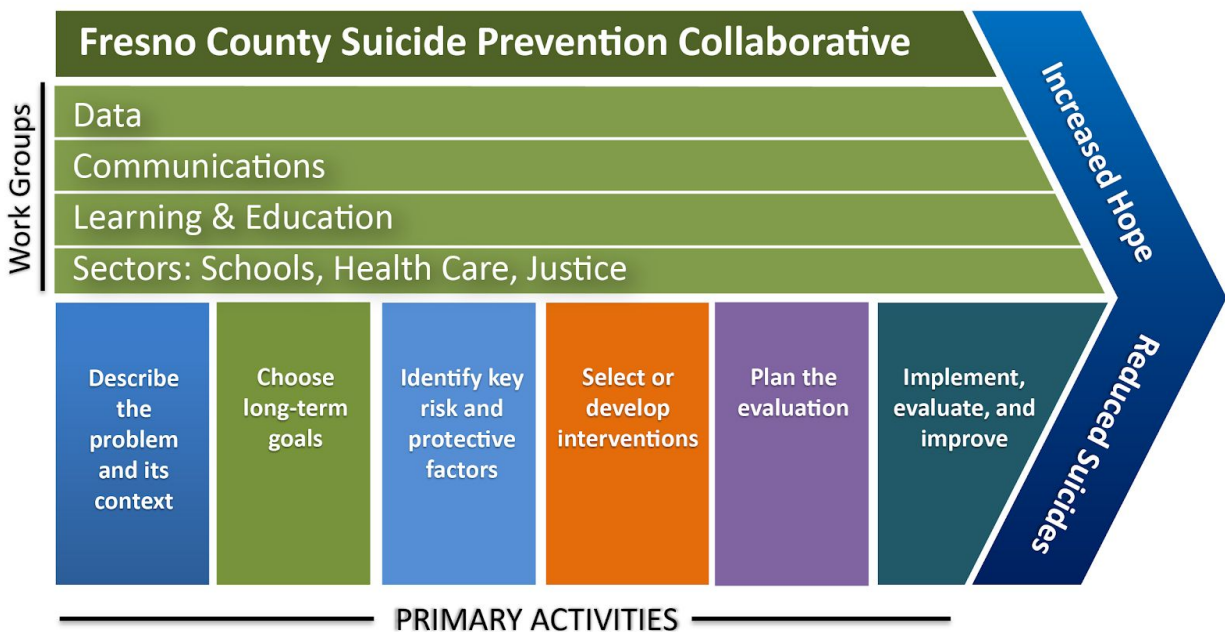 Fresno County Suicide Prevention Collaborative
Work Groups
Data
Communications
Learning & Education
Sectors: Schools, Health Care, Justice
Increased Hope
Reduced Suicides
Describe
the
problem
and its
context
Choose
long-term
goals
Identify key
risk and
protective
factors
Select or
develop
interventions
Plan the
evaluation
Implement,
evaluate, and
improve
PRIMARY ACTIVITIES